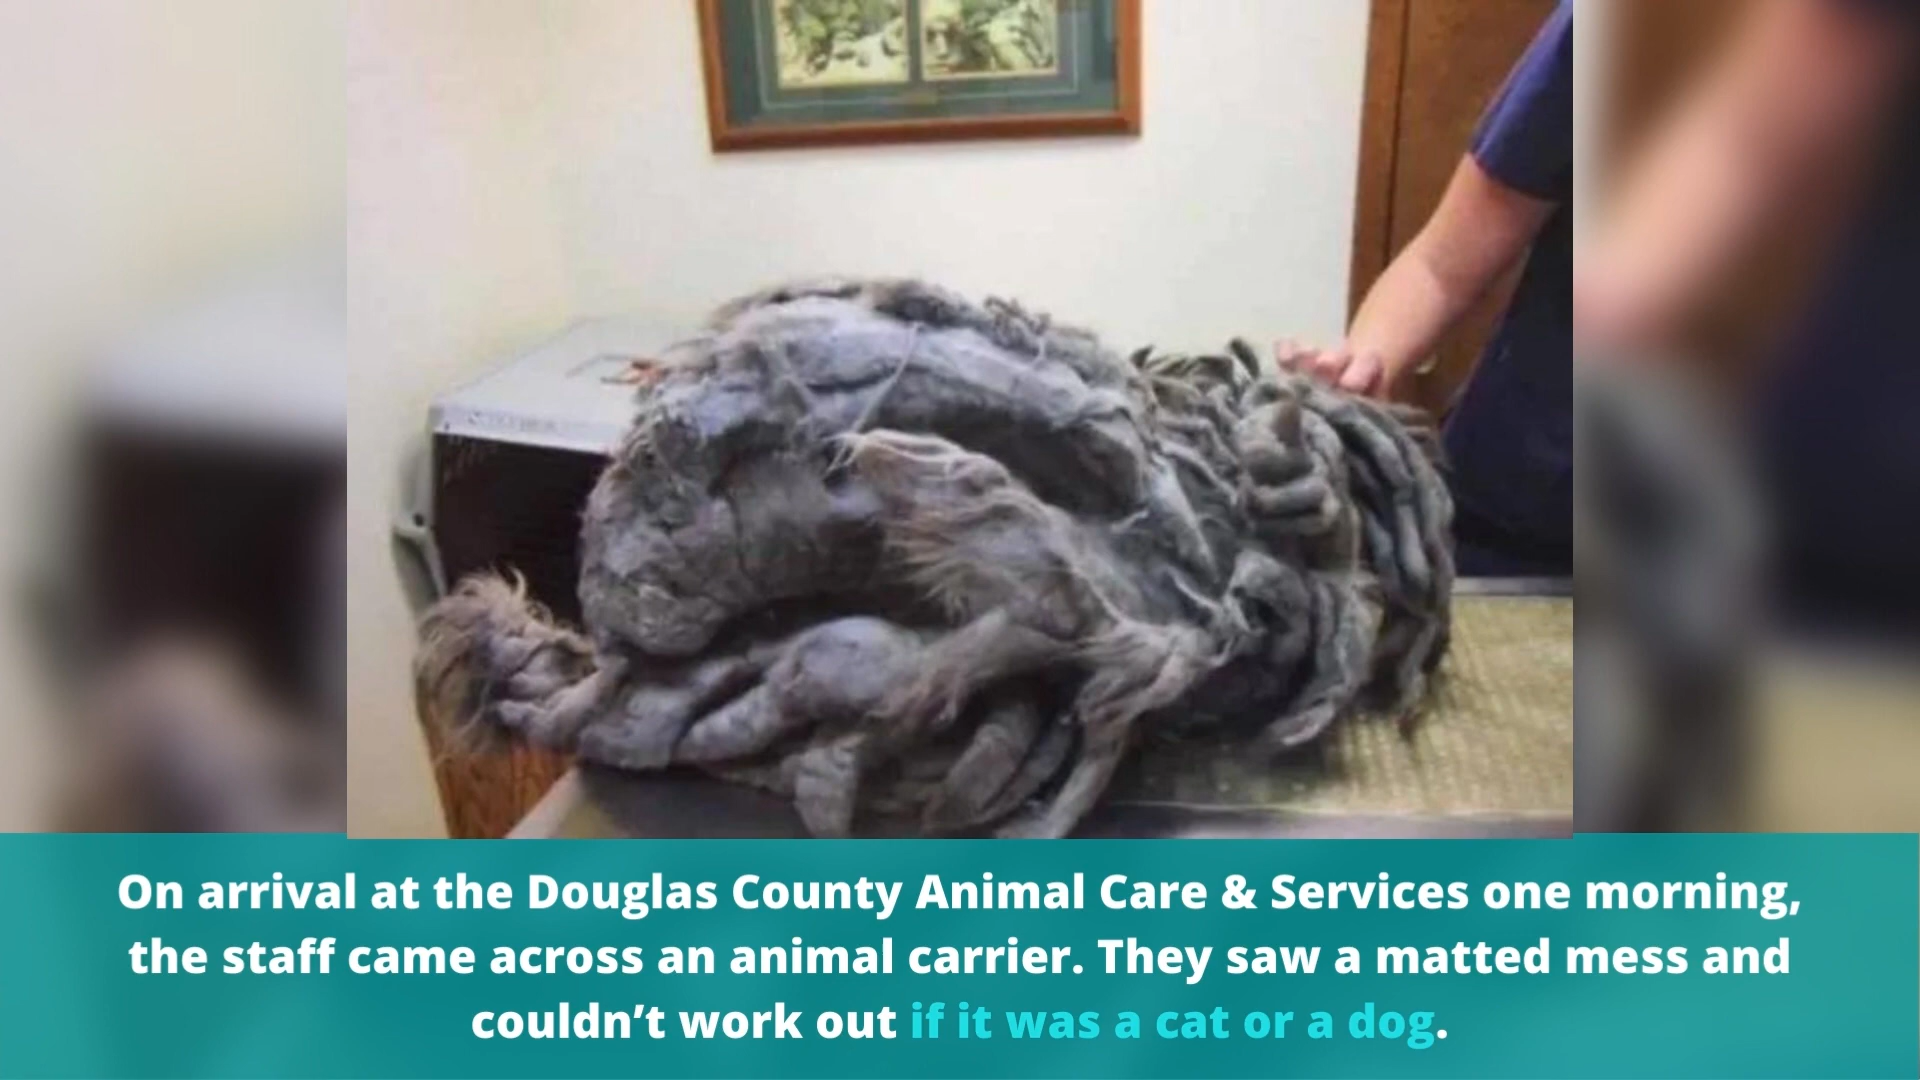 On arrival at the Douglas County Animal Care & Services one morning,
the staff came across an animal carrier. They saw a matted mess and
couldn’t work out if it was a cat or a dog.